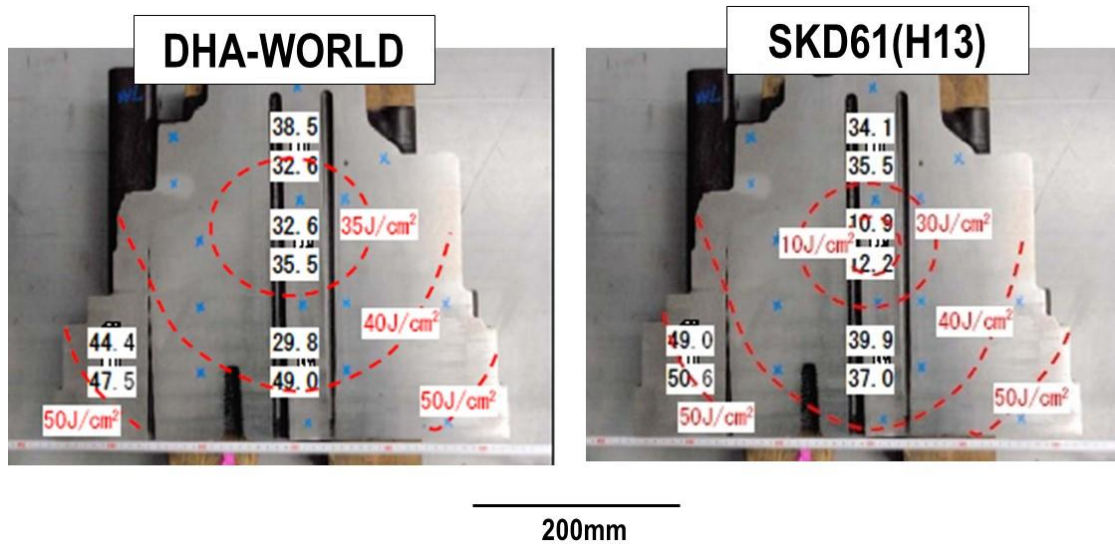 DHA-WORLD
38.5
32.6
32.6
35J/cm²
35.5
40J/cm²
44.4
29.8
47.5
49.0
50J/cm²
50J/cm²
SKD61(H13)
34.1
35.5
10.9
30J/cm²
10J/cm²
12.2
40J/cm²
49.0
39.9
50.6
37.0
50J/cm²
50J/cm²
200mm